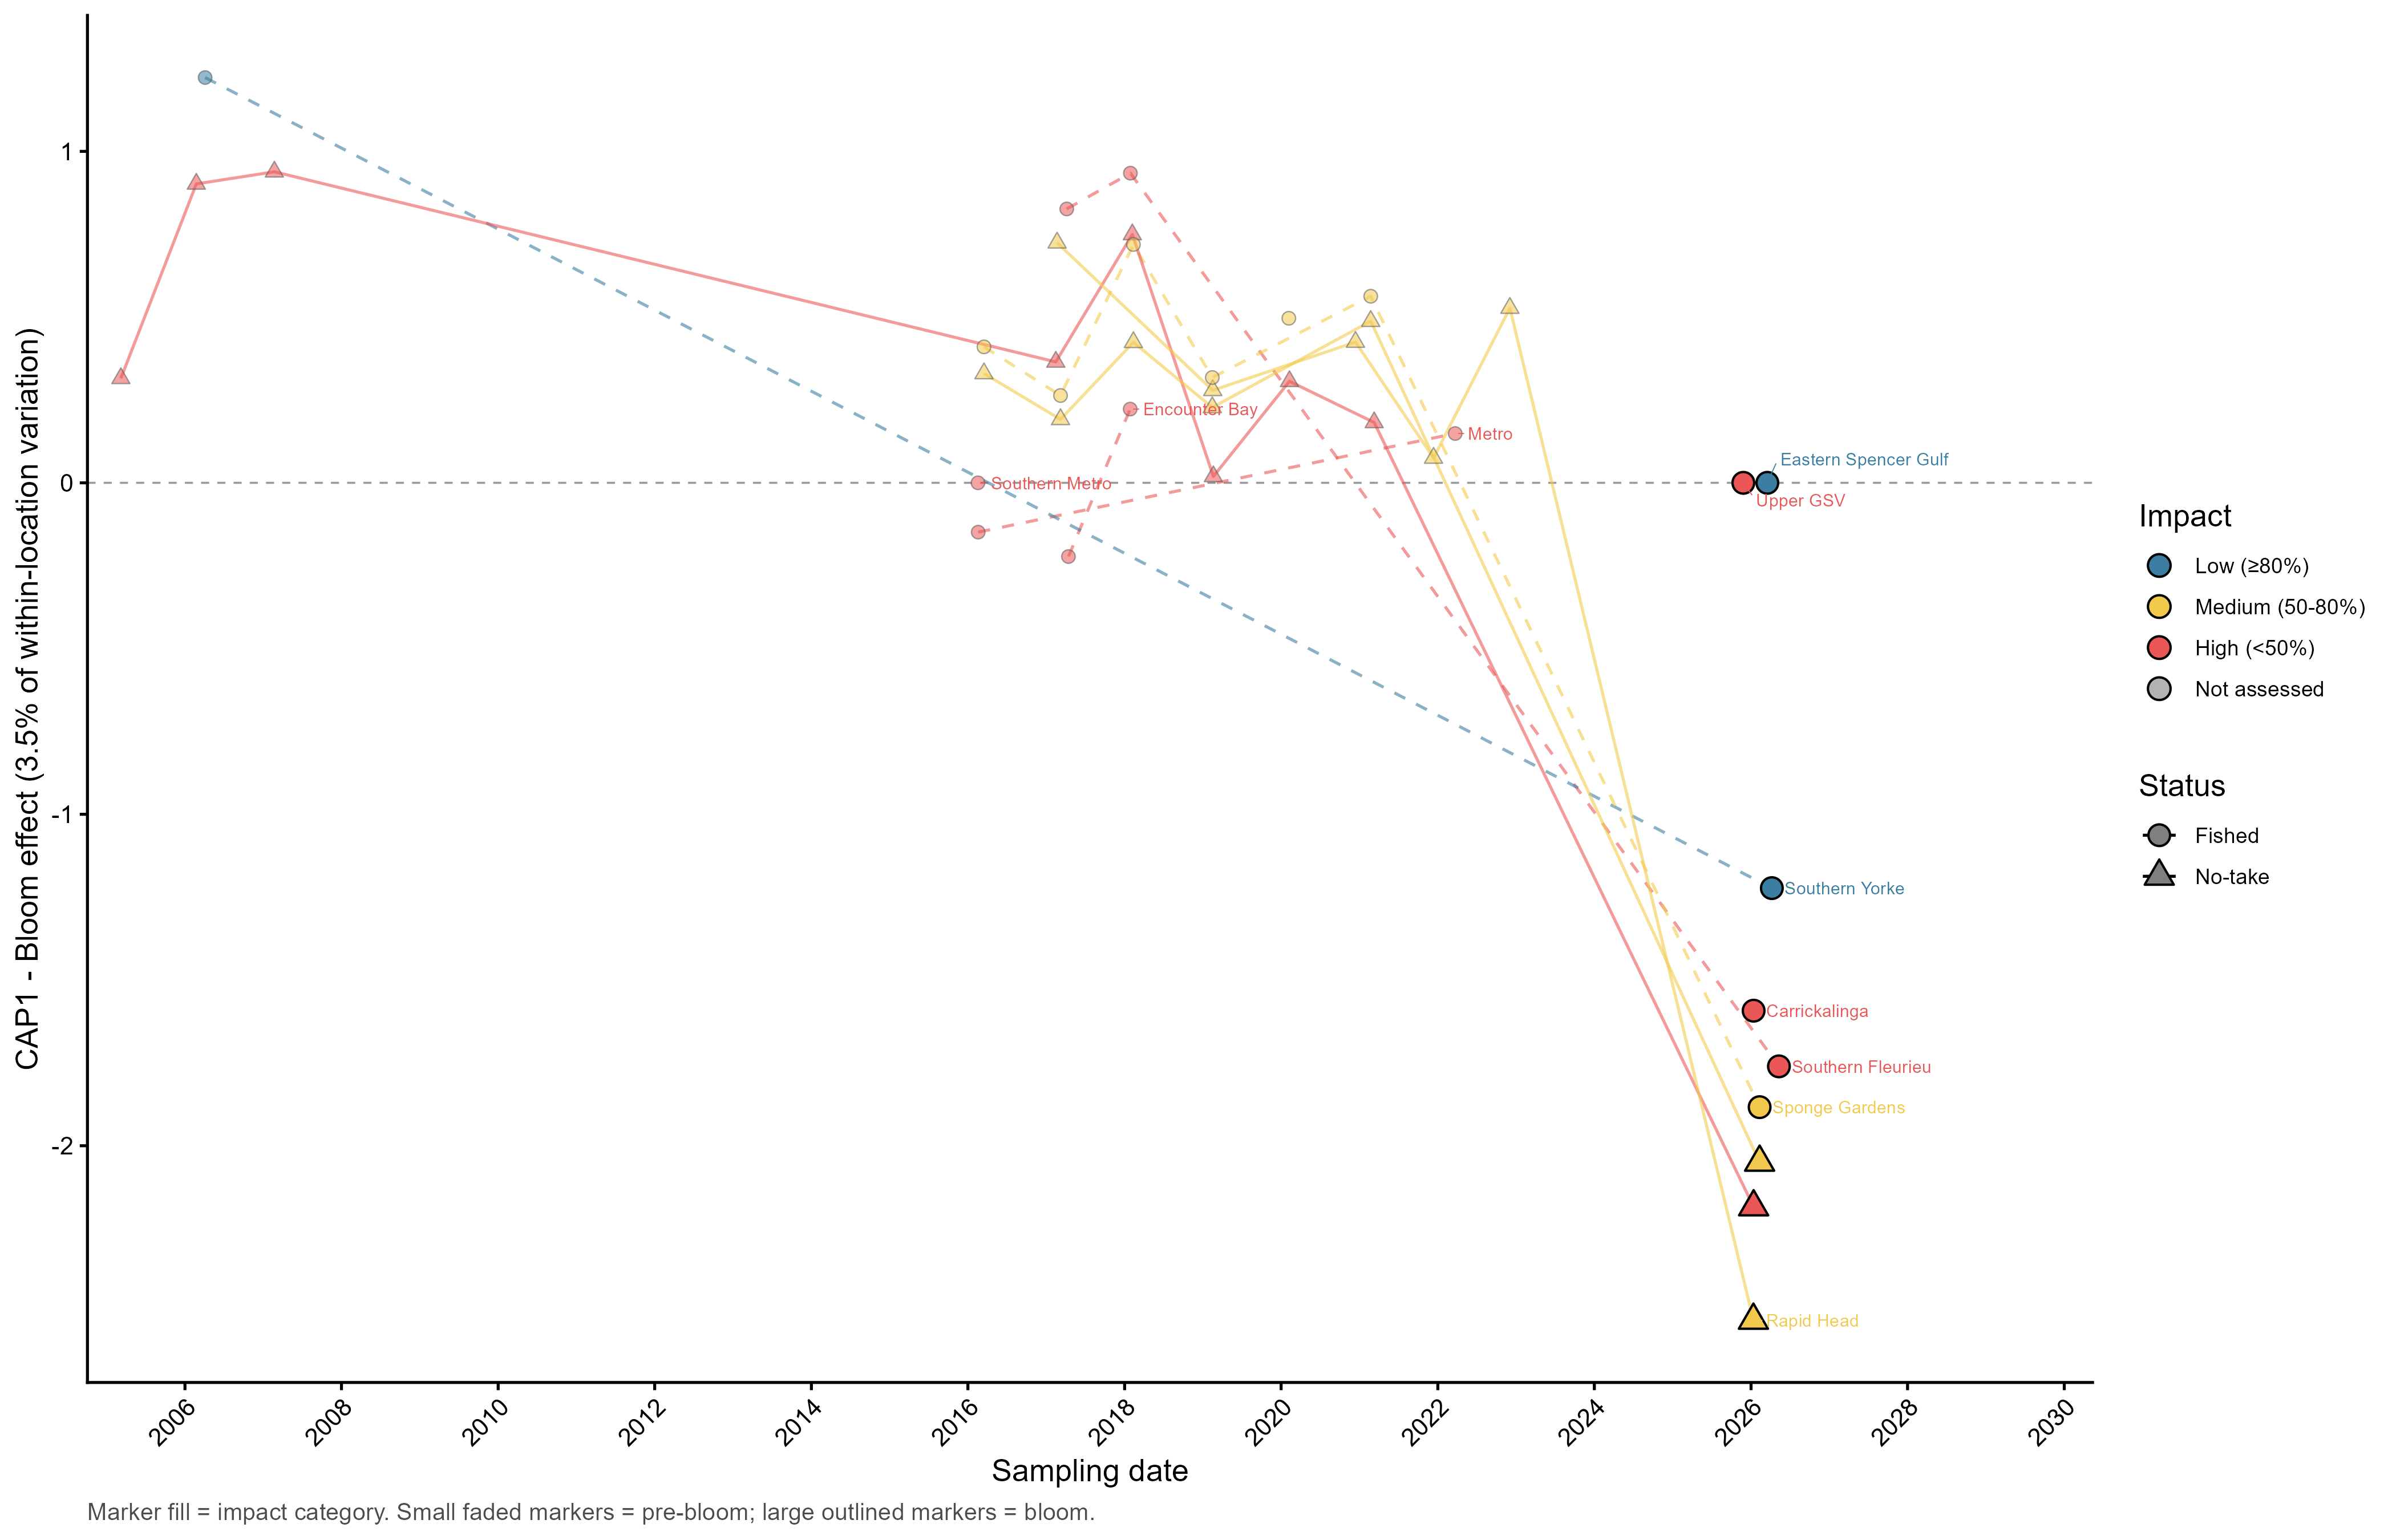 CAP1 - Bloom effect (3.5% of within-location variation)
1
0
-1
-2
Encounter Bay
Metro
Southern Metro
Eastern Spencer Gulf
Upper GSV
Southern Yorke
Carrickalinga
Southern Fleurieu
Sponge Gardens
Rapid Head
2006
2008
2010
2012
2014
2016
2018
2020
2022
2024
2026
2028
2030
Sampling date
Impact
Low (≥80%)
Medium (50-80%)
High (<50%)
Not assessed
Status
Fished
No-take
Marker fill = impact category. Small faded markers = pre-bloom; large outlined markers = bloom.